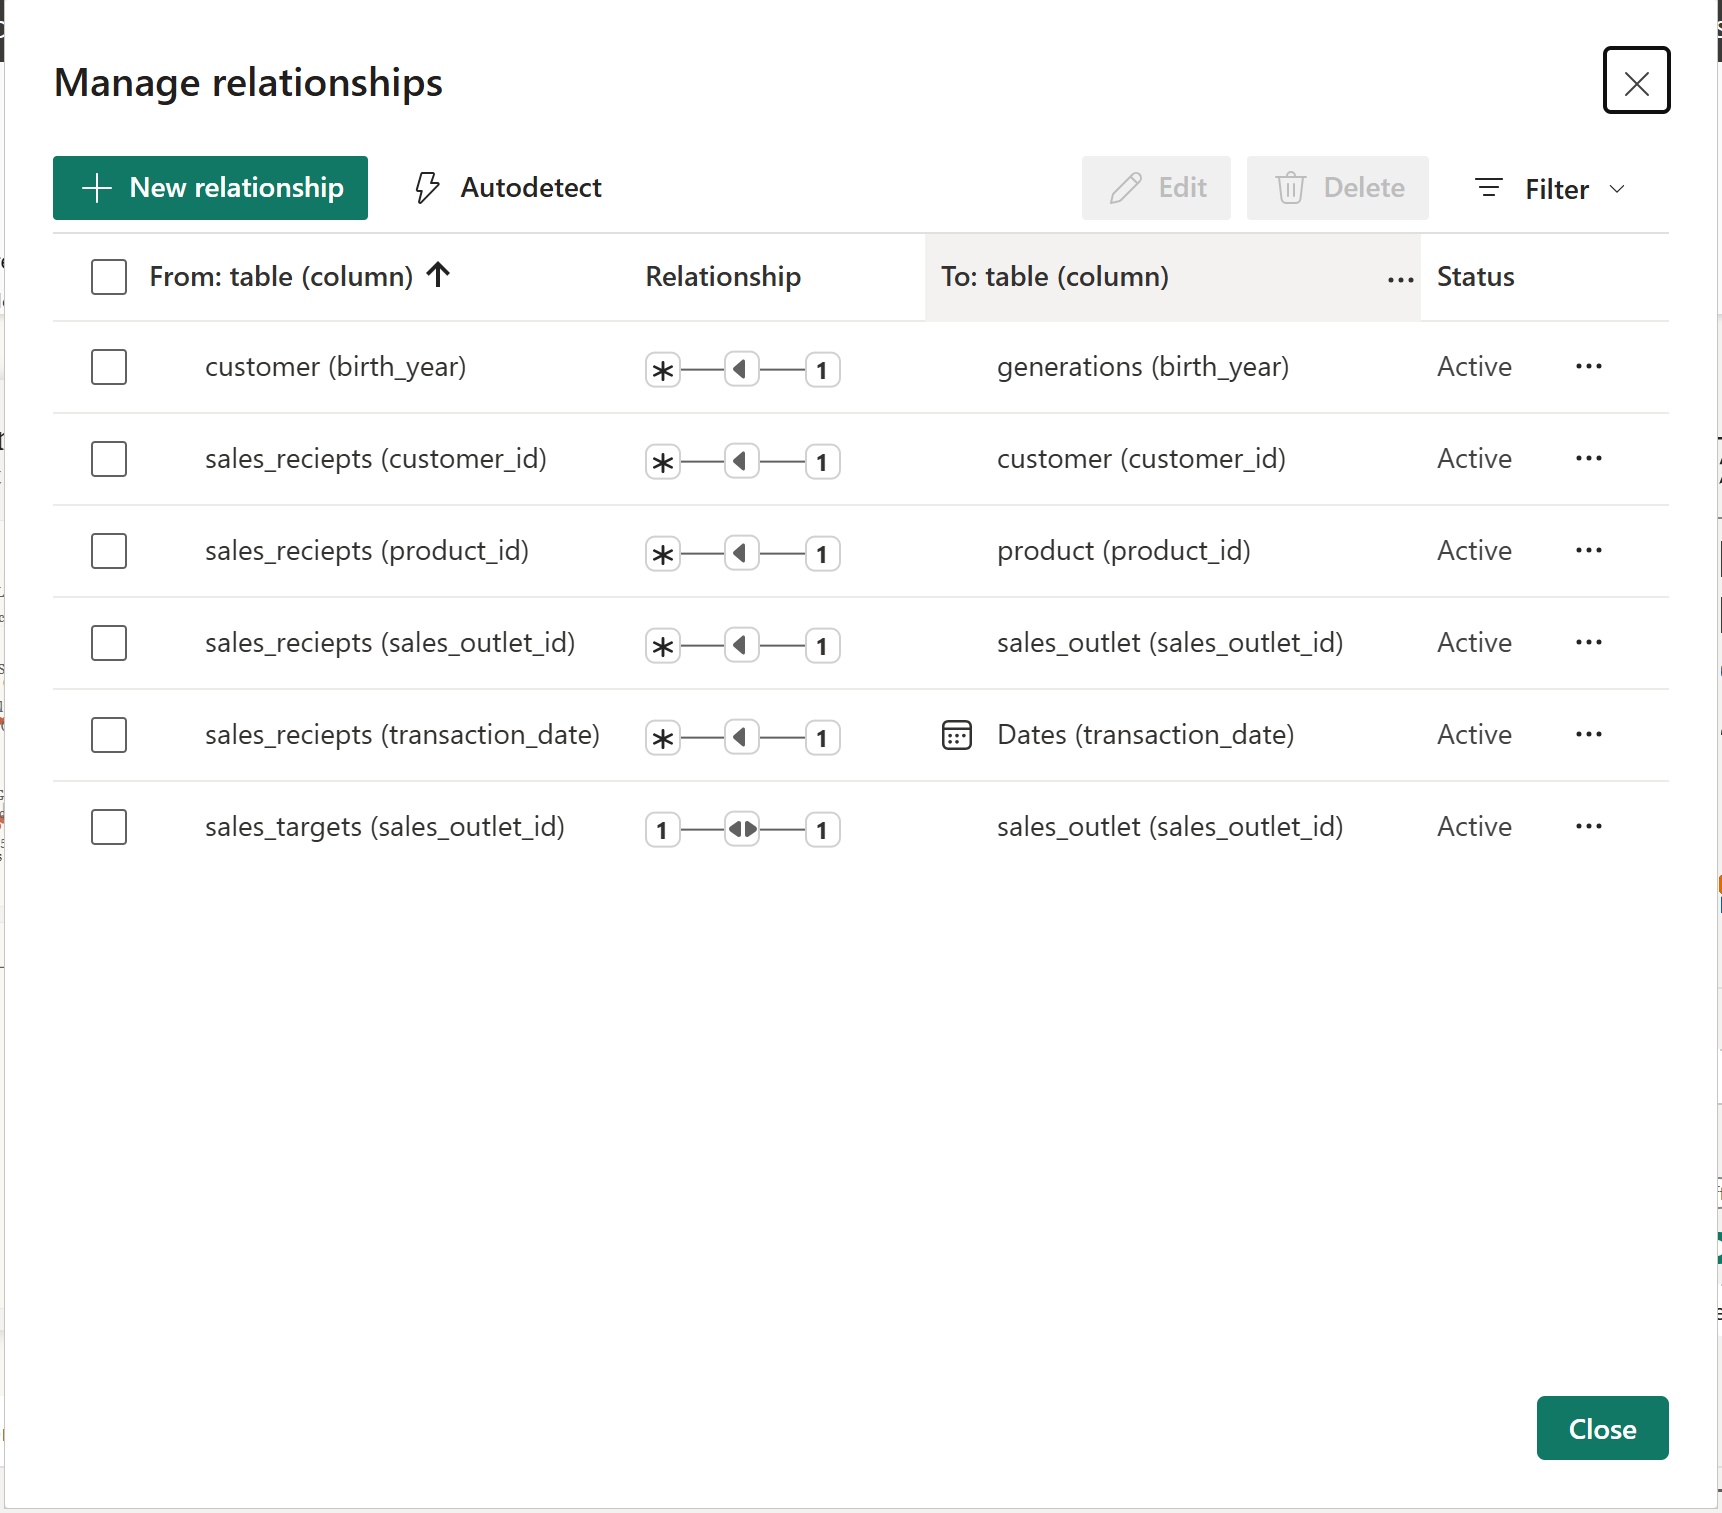 Manage relationships
New relationship Autodetect Edit Delete Filter
From: table (column) Relationship To: table (column) ... Status
customer (birth_year) * 1 generations (birth_year) Active ...
sales_reciepts (customer_id) * 1 customer (customer_id) Active ...
sales_reciepts (product_id) * 1 product (product_id) Active ...
sales_reciepts (sales_outlet_id) * 1 sales_outlet (sales_outlet_id) Active ...
sales_reciepts (transaction_date) * 1 Dates (transaction_date) Active ...
sales_targets (sales_outlet_id) 1 1 sales_outlet (sales_outlet_id) Active ...
Close